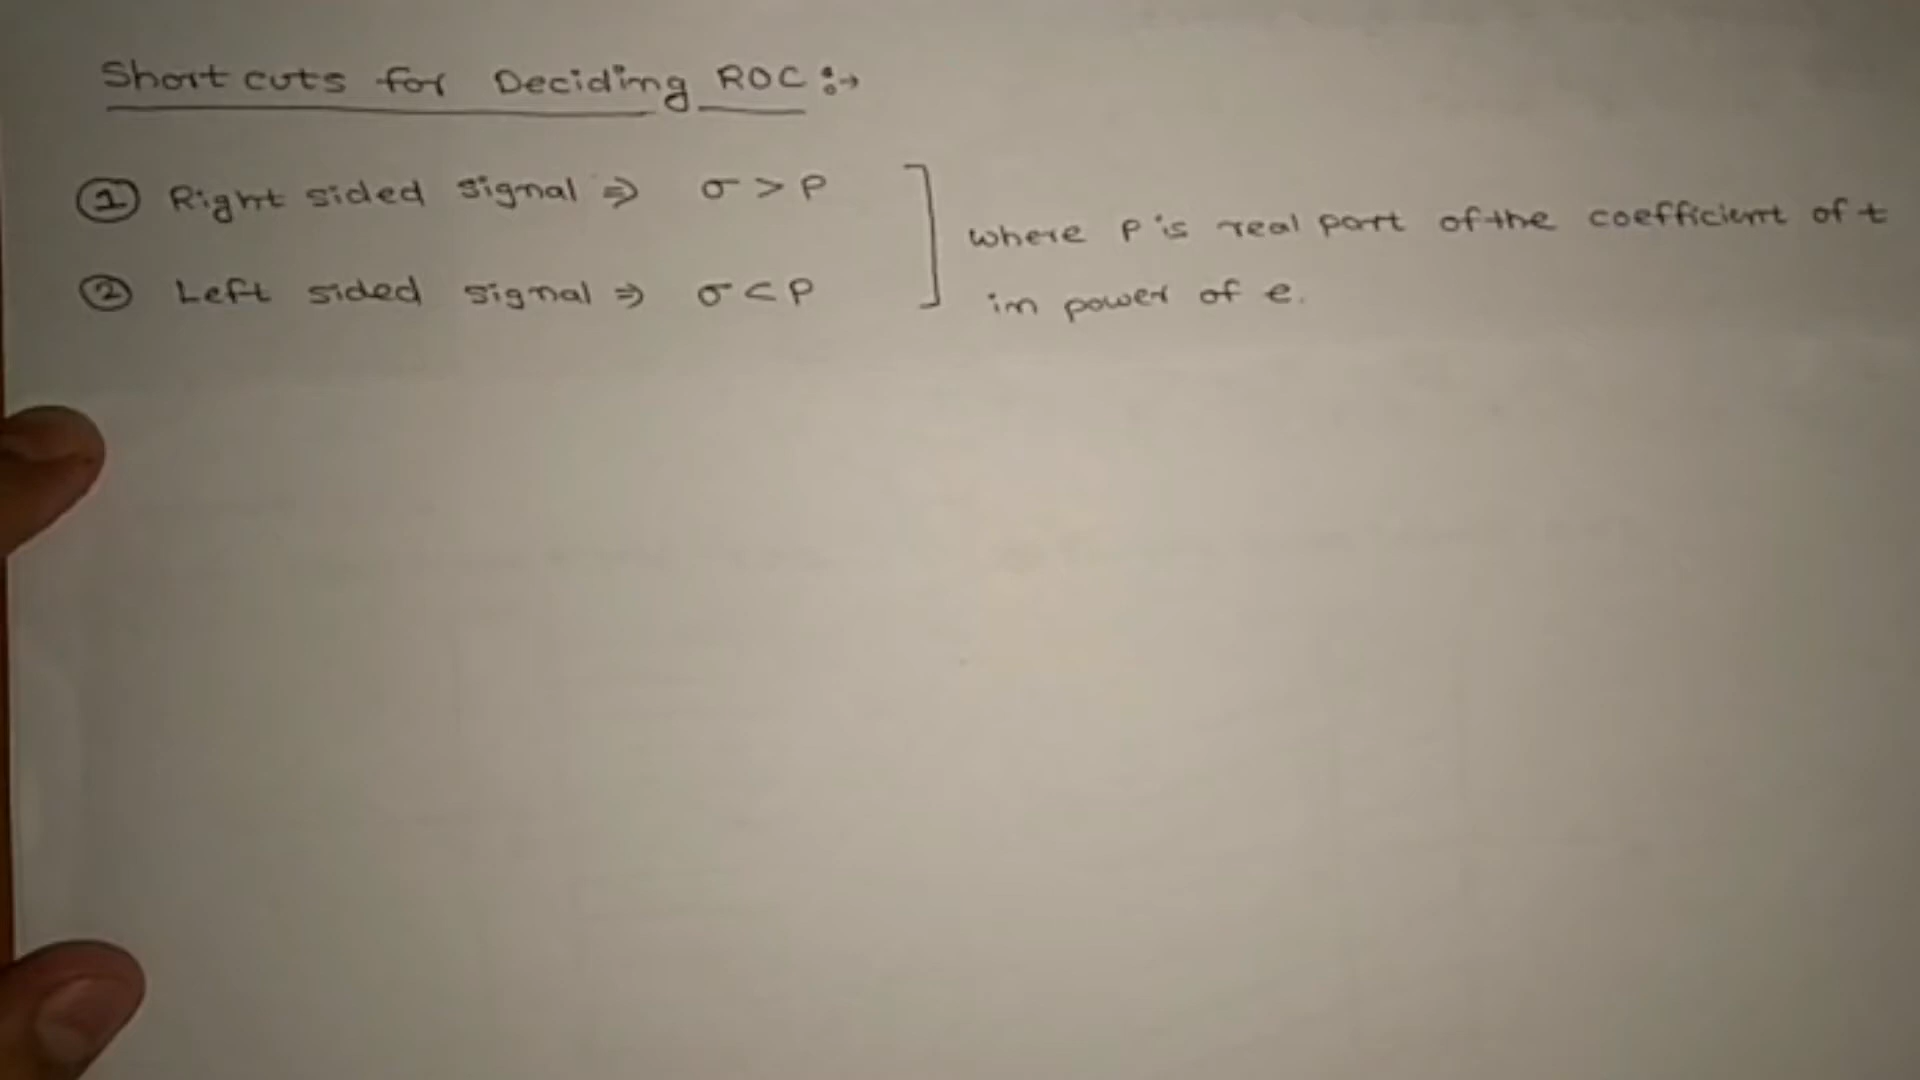 Short cuts for Deciding ROC :→
① Right sided signal ⇒ σ > P
② Left sided signal ⇒ σ < P
where P is real part of the coefficient of t
in power of e.